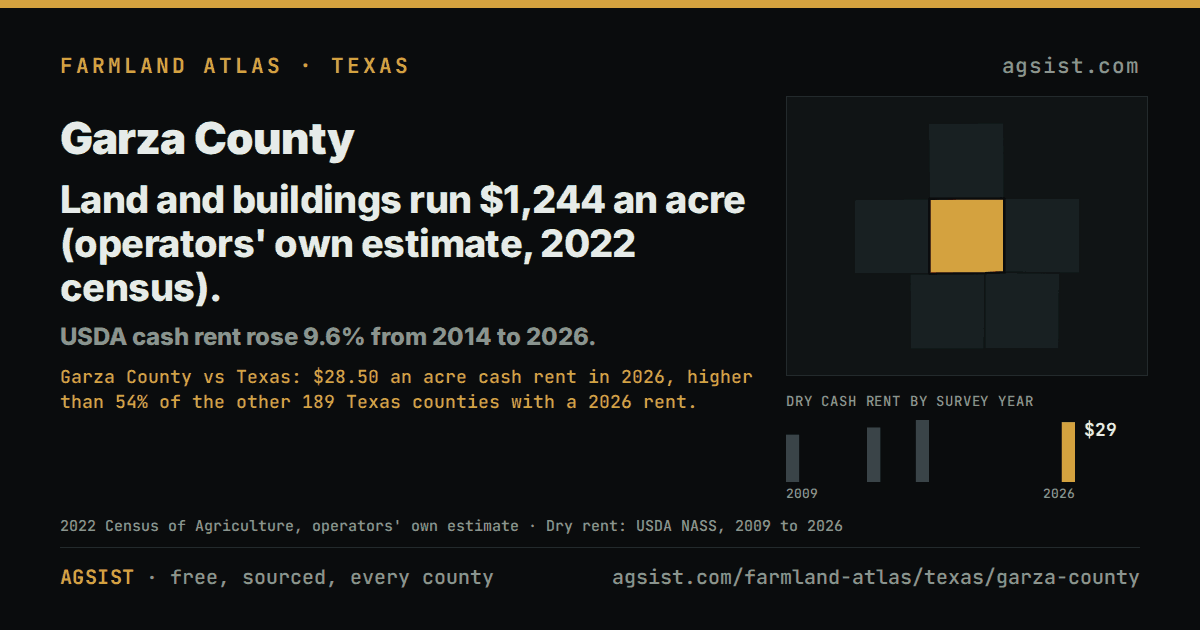 FARMLAND ATLAS · TEXAS
agsist.com
Garza County
Land and buildings run $1,244 an acre
(operators' own estimate, 2022
census).
USDA cash rent rose 9.6% from 2014 to 2026.
Garza County vs Texas: $28.50 an acre cash rent in 2026, higher
than 54% of the other 189 Texas counties with a 2026 rent.
DRY CASH RENT BY SURVEY YEAR
$29
2009
2026
2022 Census of Agriculture, operators' own estimate · Dry rent: USDA NASS, 2009 to 2026
AGSIST · free, sourced, every county
agsist.com/farmland-atlas/texas/garza-county